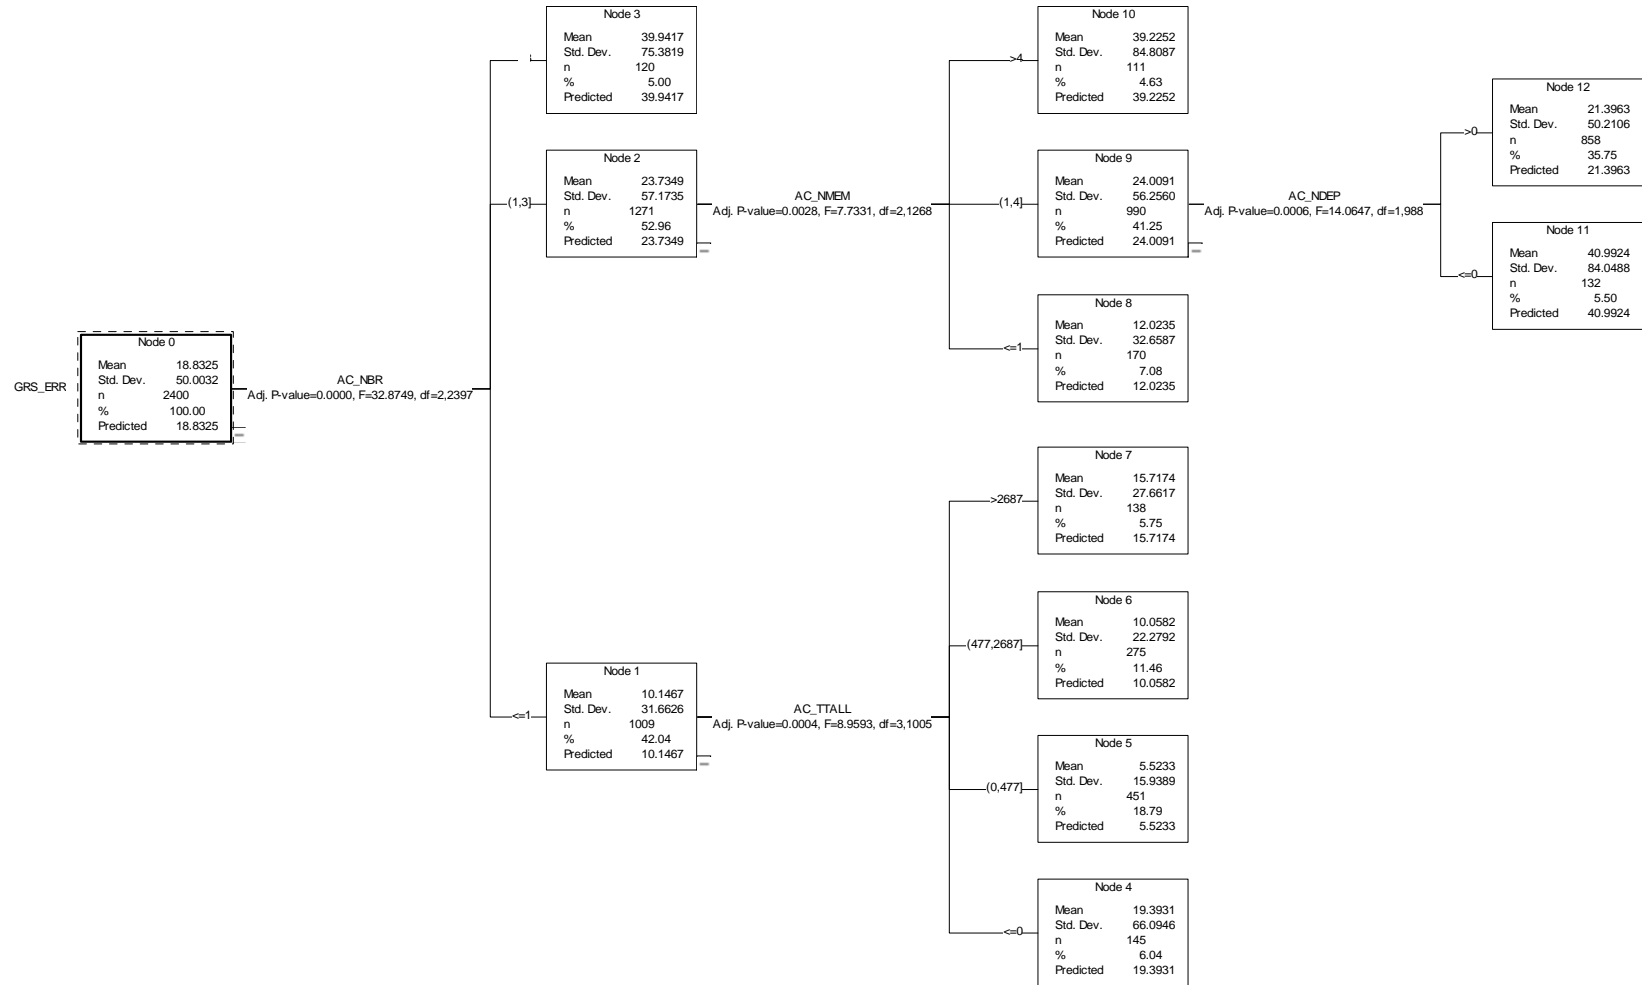 GRS_ERR
Node 0
Mean 18.8325
Std. Dev. 50.0032
n 2400
% 100.00
Predicted 18.8325
AC_NBR
Adj. P-value=0.0000, F=32.8749, df=2,2397
Node 3
Mean 39.9417
Std. Dev. 75.3819
n 120
% 5.00
Predicted 39.9417
(1,3]
Node 2
Mean 23.7349
Std. Dev. 57.1735
n 1271
% 52.96
Predicted 23.7349
<=1
Node 1
Mean 10.1467
Std. Dev. 31.6626
n 1009
% 42.04
Predicted 10.1467
AC_NMEM
Adj. P-value=0.0028, F=7.7331, df=2,1268
>4
Node 10
Mean 39.2252
Std. Dev. 84.8087
n 111
% 4.63
Predicted 39.2252
(1,4]
Node 9
Mean 24.0091
Std. Dev. 56.2560
n 990
% 41.25
Predicted 24.0091
<=1
Node 8
Mean 12.0235
Std. Dev. 32.6587
n 170
% 7.08
Predicted 12.0235
AC_NDEP
Adj. P-value=0.0006, F=14.0647, df=1,988
>0
Node 12
Mean 21.3963
Std. Dev. 50.2106
n 858
% 35.75
Predicted 21.3963
<=0
Node 11
Mean 40.9924
Std. Dev. 84.0488
n 132
% 5.50
Predicted 40.9924
AC_TTALL
Adj. P-value=0.0004, F=8.9593, df=3,1005
>2687
Node 7
Mean 15.7174
Std. Dev. 27.6617
n 138
% 5.75
Predicted 15.7174
(477,2687]
Node 6
Mean 10.0582
Std. Dev. 22.2792
n 275
% 11.46
Predicted 10.0582
(0,477]
Node 5
Mean 5.5233
Std. Dev. 15.9389
n 451
% 18.79
Predicted 5.5233
<=0
Node 4
Mean 19.3931
Std. Dev. 66.0946
n 145
% 6.04
Predicted 19.3931